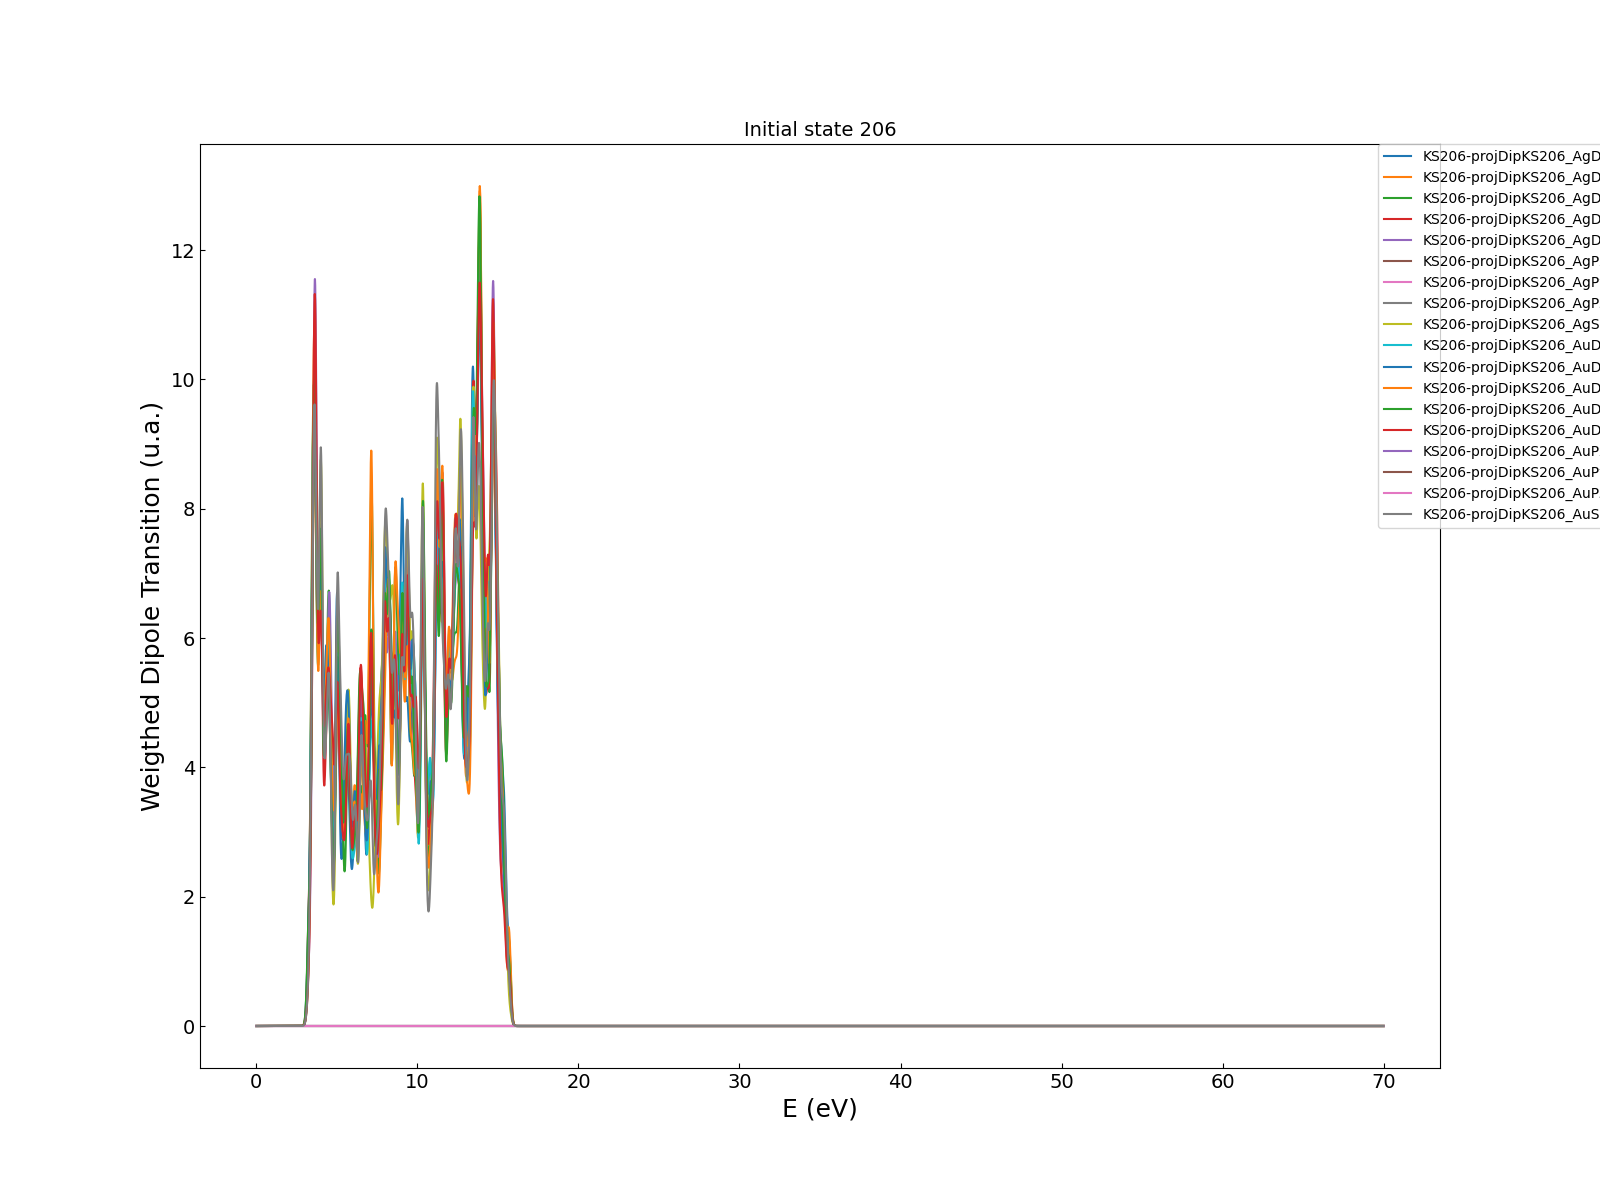 Initial state 206
Weigthed Dipole Transition (u.a.)
12
10
8
6
4
2
0
0 10 20 30 40 50 60 70
E (eV)
KS206-projDipKS206_AgD
KS206-projDipKS206_AgD
KS206-projDipKS206_AgD
KS206-projDipKS206_AgD
KS206-projDipKS206_AgD
KS206-projDipKS206_AgP
KS206-projDipKS206_AgP
KS206-projDipKS206_AgP
KS206-projDipKS206_AgS
KS206-projDipKS206_AuD
KS206-projDipKS206_AuD
KS206-projDipKS206_AuD
KS206-projDipKS206_AuD
KS206-projDipKS206_AuD
KS206-projDipKS206_AuP
KS206-projDipKS206_AuP
KS206-projDipKS206_AuP
KS206-projDipKS206_AuS